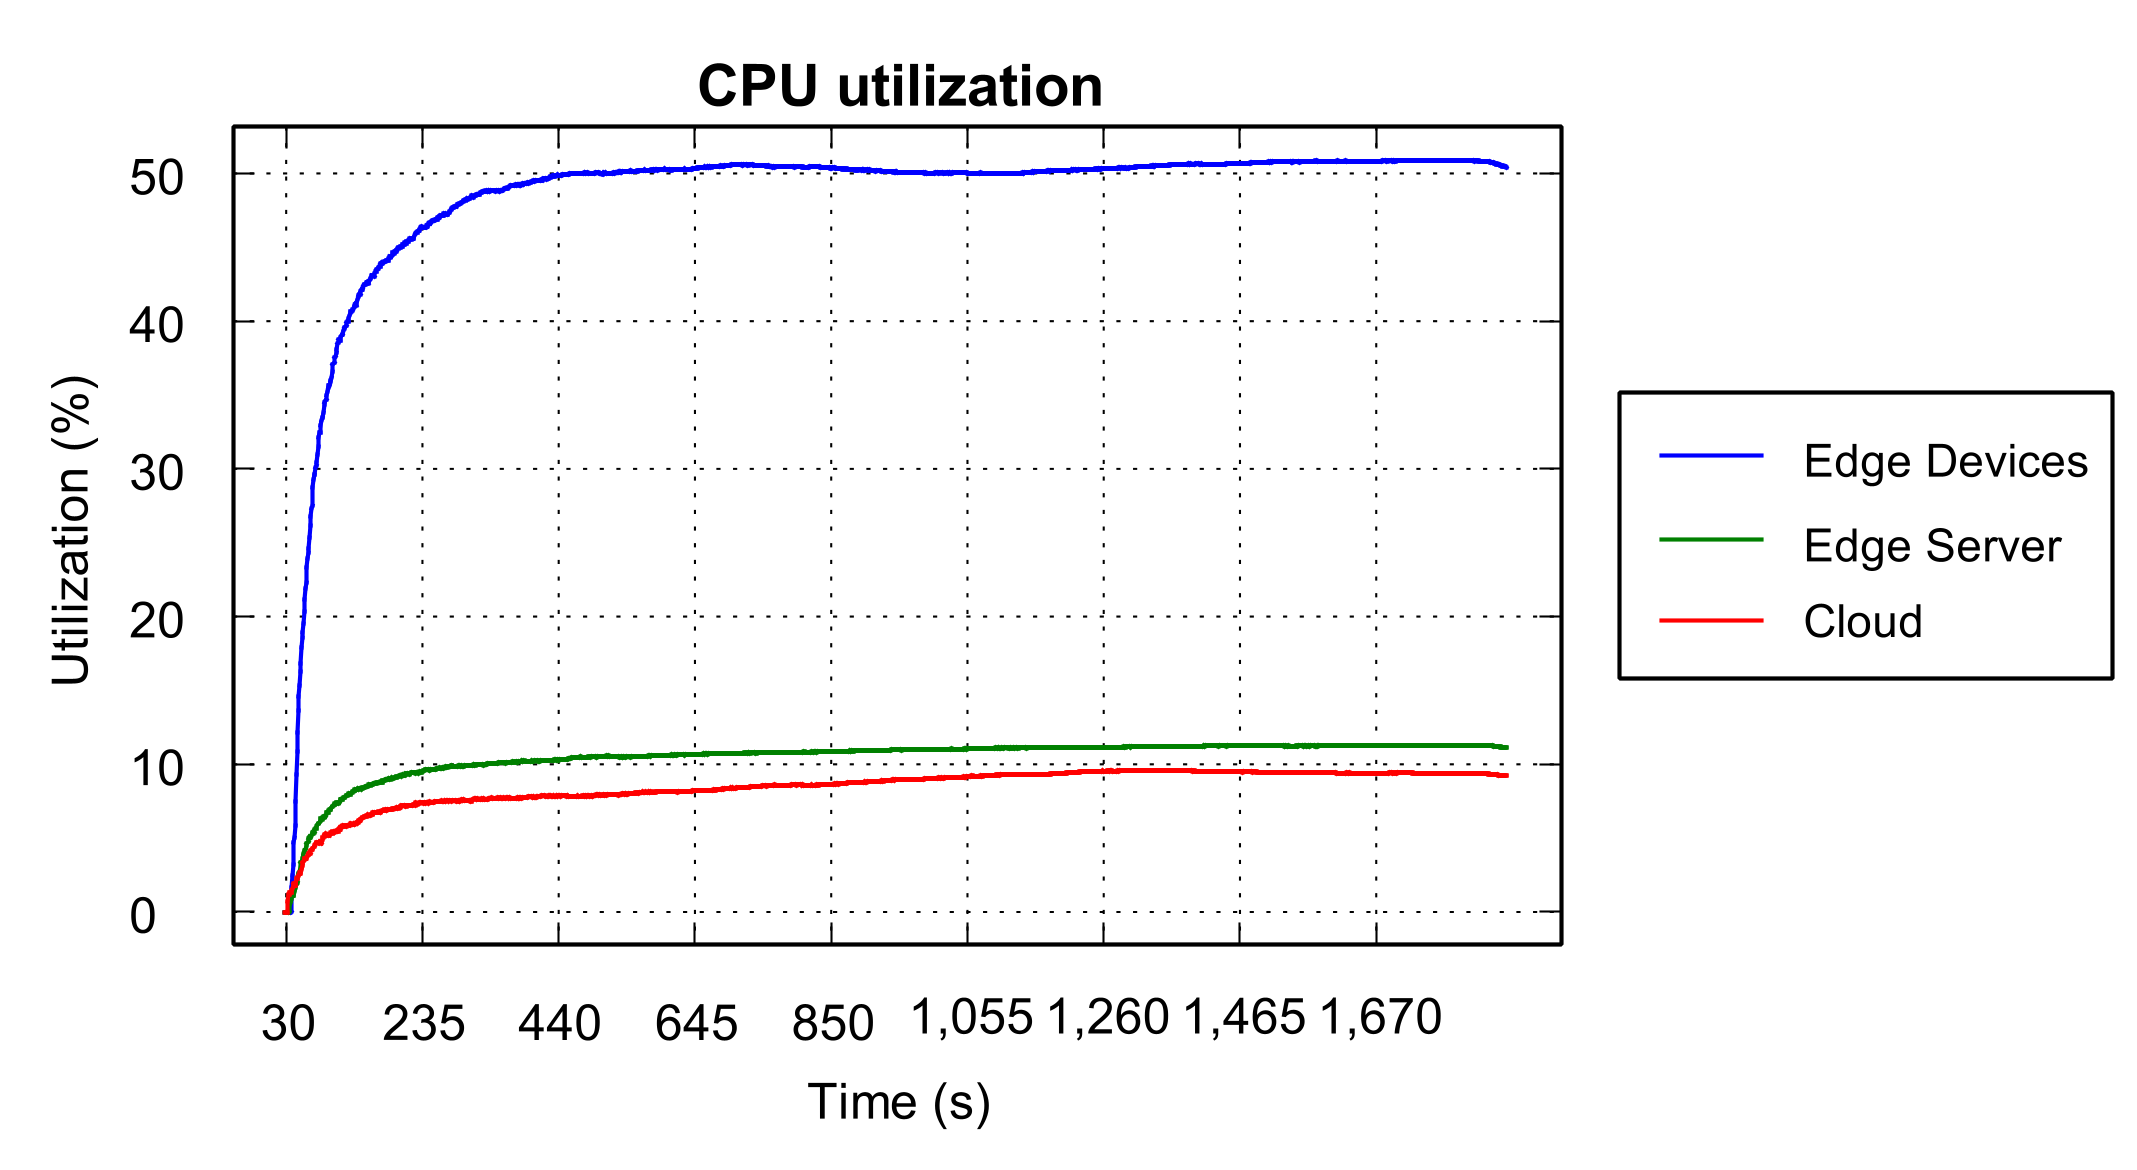 CPU utilization
Utilization (%)
50
40
30
20
10
0
30 235 440 645 850 1,055 1,260 1,465 1,670
Time (s)
Edge Devices
Edge Server
Cloud